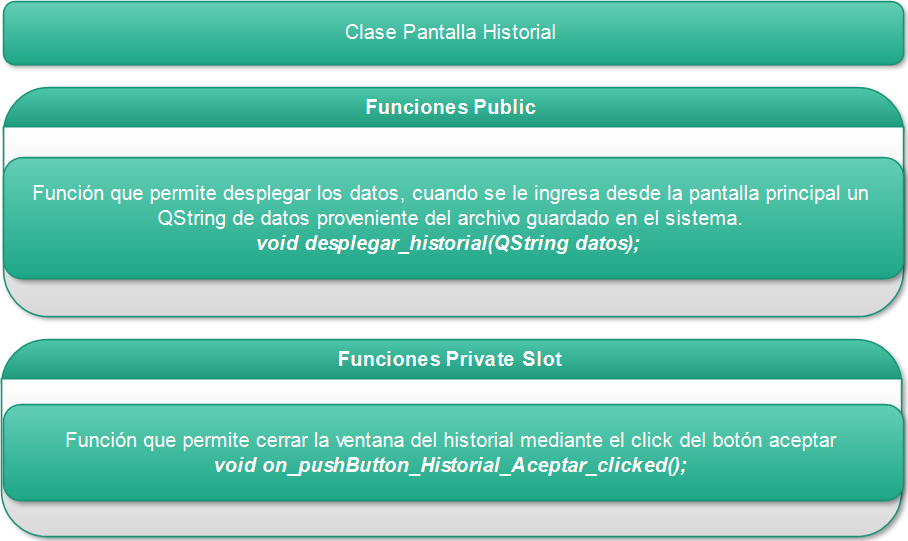 Clase Pantalla Historial
Funciones Public
Función que permite desplegar los datos, cuando se le ingresa desde la pantalla principal un
QString de datos proveniente del archivo guardado en el sistema.
void desplegar_historial(QString datos);
Funciones Private Slot
Función que permite cerrar la ventana del historial mediante el click del botón aceptar
void on_pushButton_Historial_Aceptar_clicked();